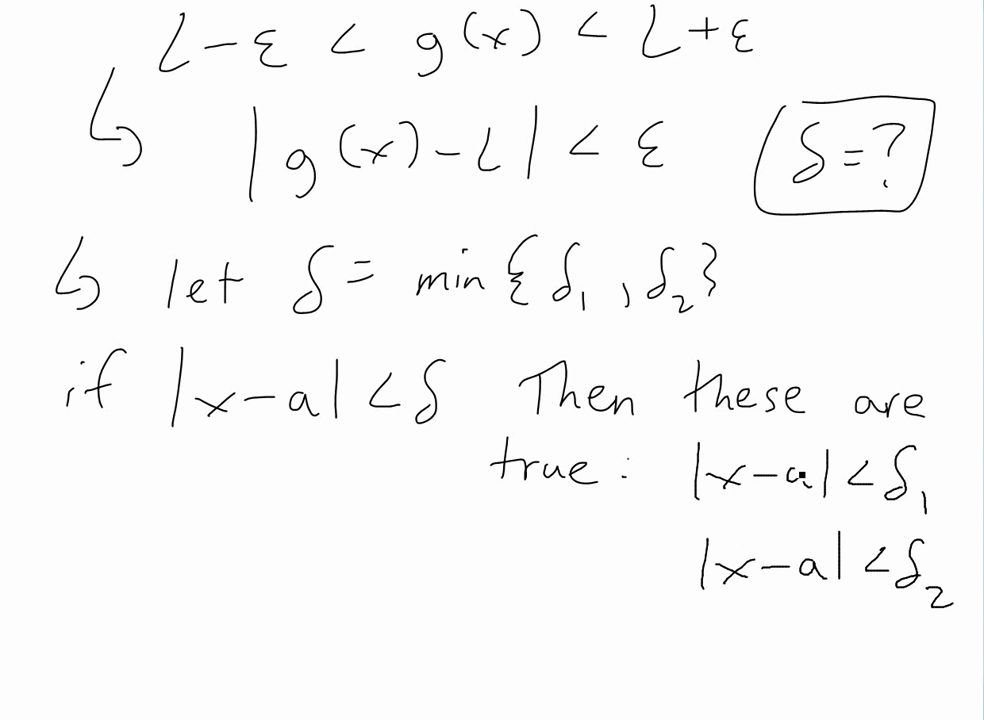 L-ε < g(x) < L+ε
↳ |g(x)-L| < ε
δ=?
↳ let δ= min{δ₁,δ₂}
if |x-a|<δ Then these are
true: |x-a|<δ₁
|x-a|<δ₂